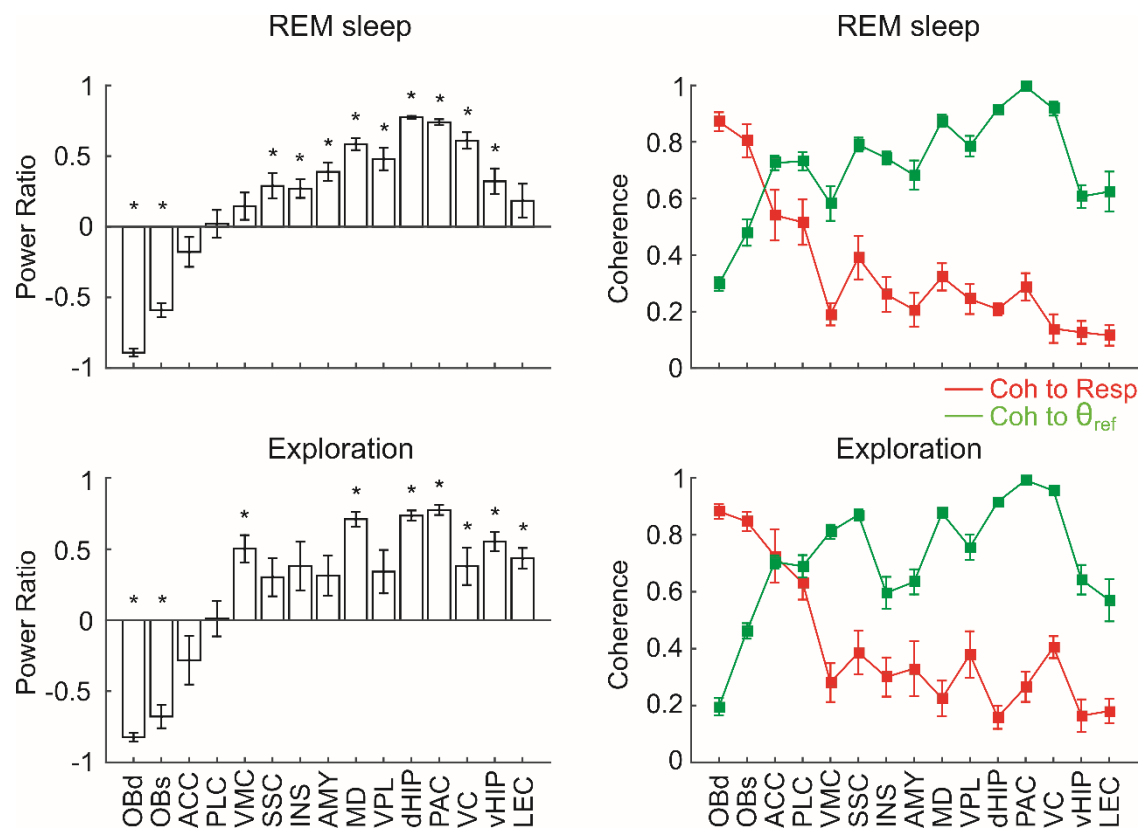 REM sleep
Power Ratio
1
0.5
0
-0.5
-1
* * * * * * * * * * * *
REM sleep
Coherence
1
0.8
0.6
0.4
0.2
0
Coh to Resp
Coh to θref
Exploration
Power Ratio
1
0.5
0
-0.5
-1
* * * * * * * * *
OBd
OBs
ACC
PLC
VMC
SSC
INS
AMY
MD
VPL
dHIP
PAC
VC
vHIP
LEC
Exploration
Coherence
1
0.8
0.6
0.4
0.2
0
OBd
OBs
ACC
PLC
VMC
SSC
INS
AMY
MD
VPL
dHIP
PAC
VC
vHIP
LEC